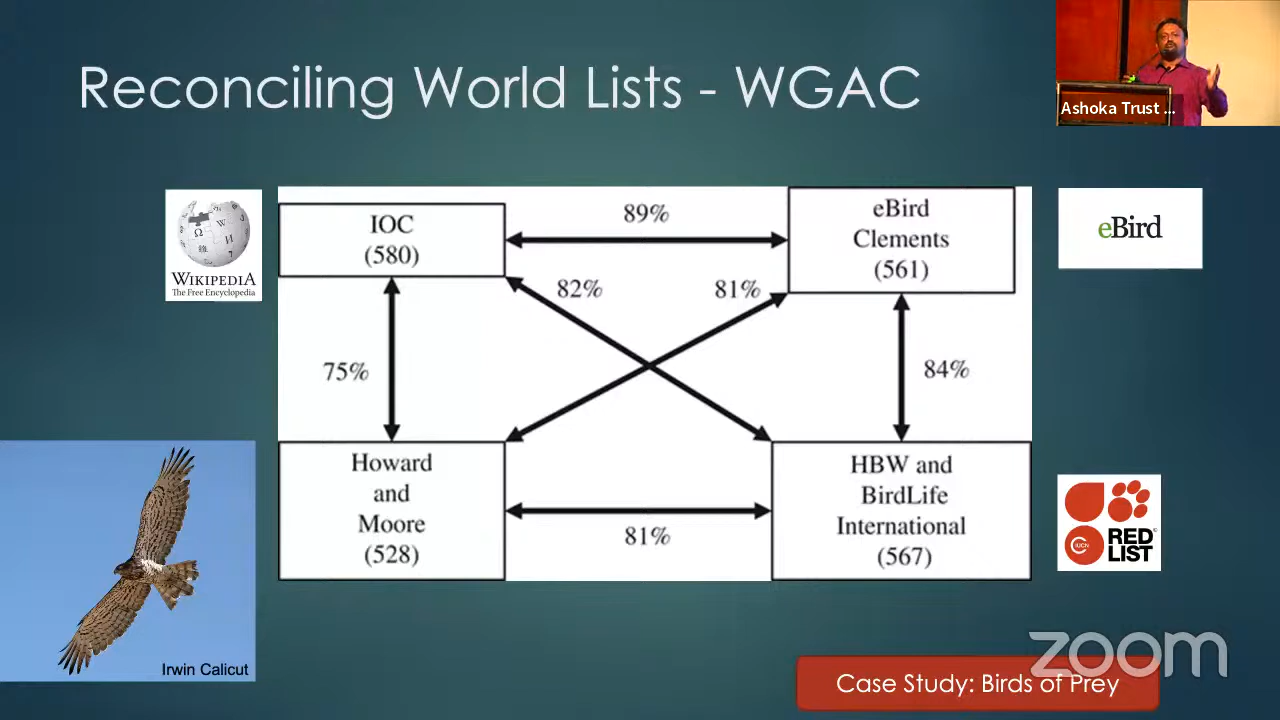 Reconciling World Lists - WGAC
Ashoka Trust ...
WIKIPEDIA
The Free Encyclopedia
IOC
(580)
89%
eBird
Clements
(561)
eBird
82%
81%
75%
84%
Howard
and
Moore
(528)
81%
HBW and
BirdLife
International
(567)
IUCN
RED
LIST
Irwin Calicut
zoom
Case Study: Birds of Prey